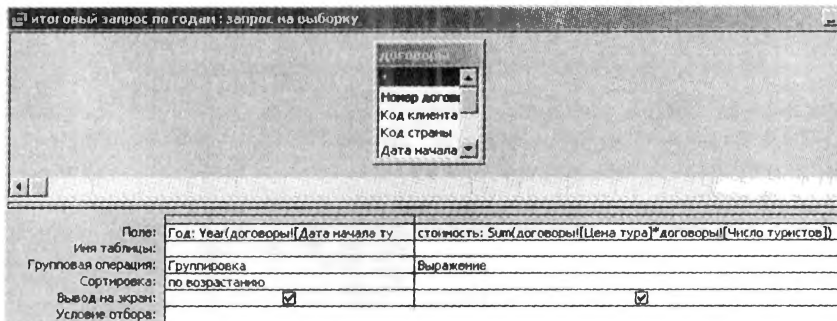 итоговый запрос по годам : запрос на выборку
Договоры
*
Номер догов
Код клиента
Код страны
Дата начала
Поле: Год: Year(договоры![Дата начала ту стоимость: Sum(договоры![Цена тура]*договоры![Число туристов])
Имя таблицы:
Групповая операция: Группировка Выражение
Сортировка: по возрастанию
Вывод на экран:
Условие отбора: